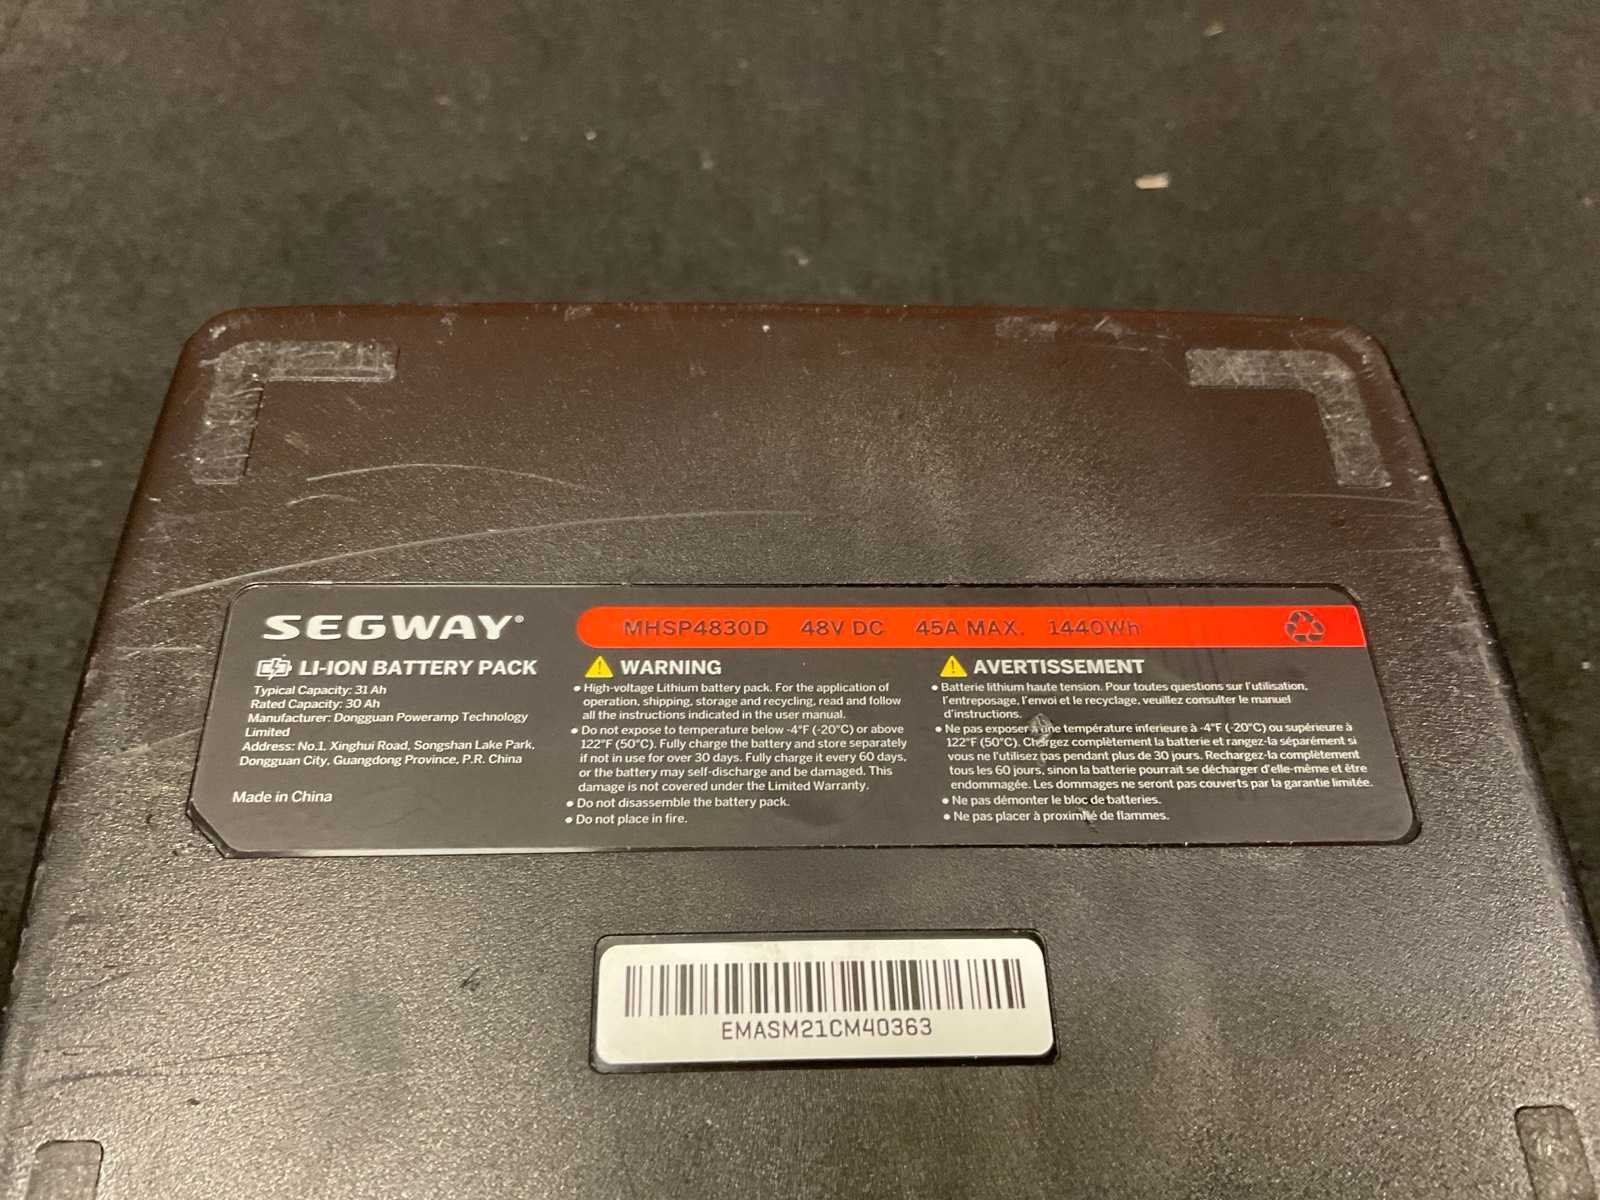 SEGWAY®
LI-ION BATTERY PACK
Typical Capacity: 31 Ah
Rated Capacity: 30 Ah
Manufacturer: Dongguan Poweramp Technology
Limited
Address: No.1, Xinghui Road, Songshan Lake Park,
Dongguan City, Guangdong Province, P.R. China
Made in China
MHSP4830D 48V DC 45A MAX. 1440Wh
WARNING
• High-voltage Lithium battery pack. For the application of
operation, shipping, storage and recycling, read and follow
all the instructions indicated in the user manual.
• Do not expose to temperature below -4°F (-20°C) or above
122°F (50°C). Fully charge the battery and store separately
if not in use for over 30 days. Fully charge it every 60 days,
or the battery may self-discharge and be damaged. This
damage is not covered under the Limited Warranty.
• Do not disassemble the battery pack.
• Do not place in fire.
AVERTISSEMENT
• Batterie lithium haute tension. Pour toutes questions sur l'utilisation,
l'entreposage, l'envoi et le recyclage, veuillez consulter le manuel
d'instructions.
• Ne pas exposer à une température inferieure à -4°F (-20°C) ou supérieure à
122°F (50°C). Chargez complètement la batterie et rangez-la séparément si
vous ne l'utilisez pas pendant plus de 30 jours. Rechargez-la complètement
tous les 60 jours, sinon la batterie pourrait se décharger d'elle-même et être
endommagée. Les dommages ne seront pas couverts par la garantie limitée.
• Ne pas démonter le bloc de batteries.
• Ne pas placer à proximité de flammes.
EMASM21CM40363